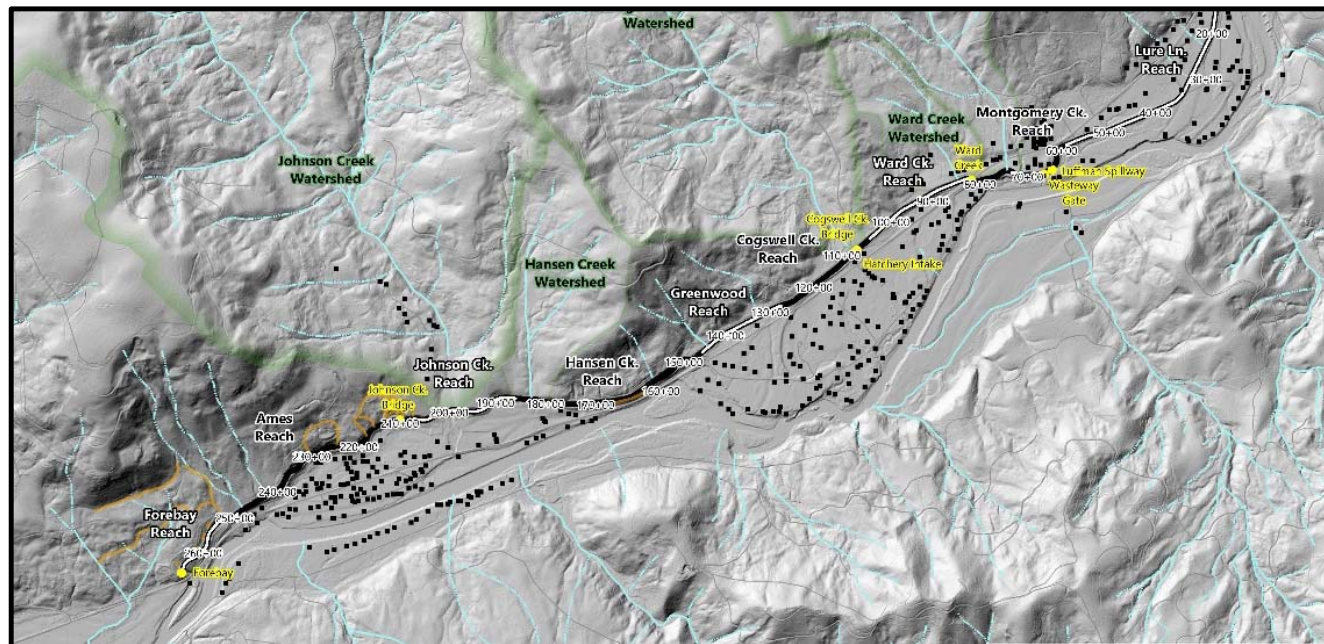 Watershed
20+00
Lure Ln.
Reach
30+00
40+00
50+00
Montgomery Ck.
Reach
60+00
Ward Creek
Watershed
Ward
Creek
Ward Ck.
Reach
70+00
Tuffman Spillway
Wasteway
Gate
80+00
90+00
100+00
Cogswell Ck.
Bridge
Hatchery Intake
110+00
Cogswell Ck.
Reach
120+00
130+00
Greenwood
Reach
140+00
150+00
Johnson Creek
Watershed
Hansen Creek
Watershed
Hansen Ck.
Reach
160+00
170+00
180+00
190+00
Johnson Ck.
Reach
200+00
Johnson Ck.
Bridge
210+00
Ames
Reach
220+00
230+00
240+00
250+00
Forebay
Reach
260+00
Forebay